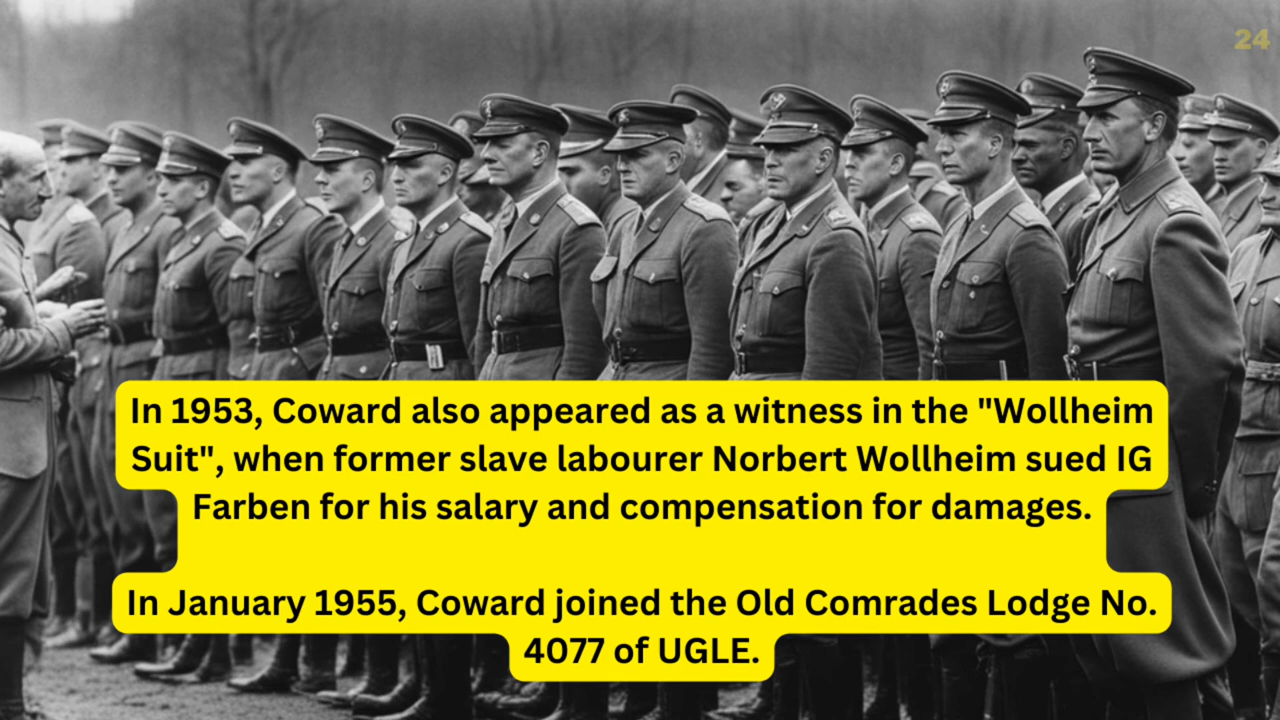 24
In 1953, Coward also appeared as a witness in the "Wollheim
Suit", when former slave labourer Norbert Wollheim sued IG
Farben for his salary and compensation for damages.
In January 1955, Coward joined the Old Comrades Lodge No.
4077 of UGLE.